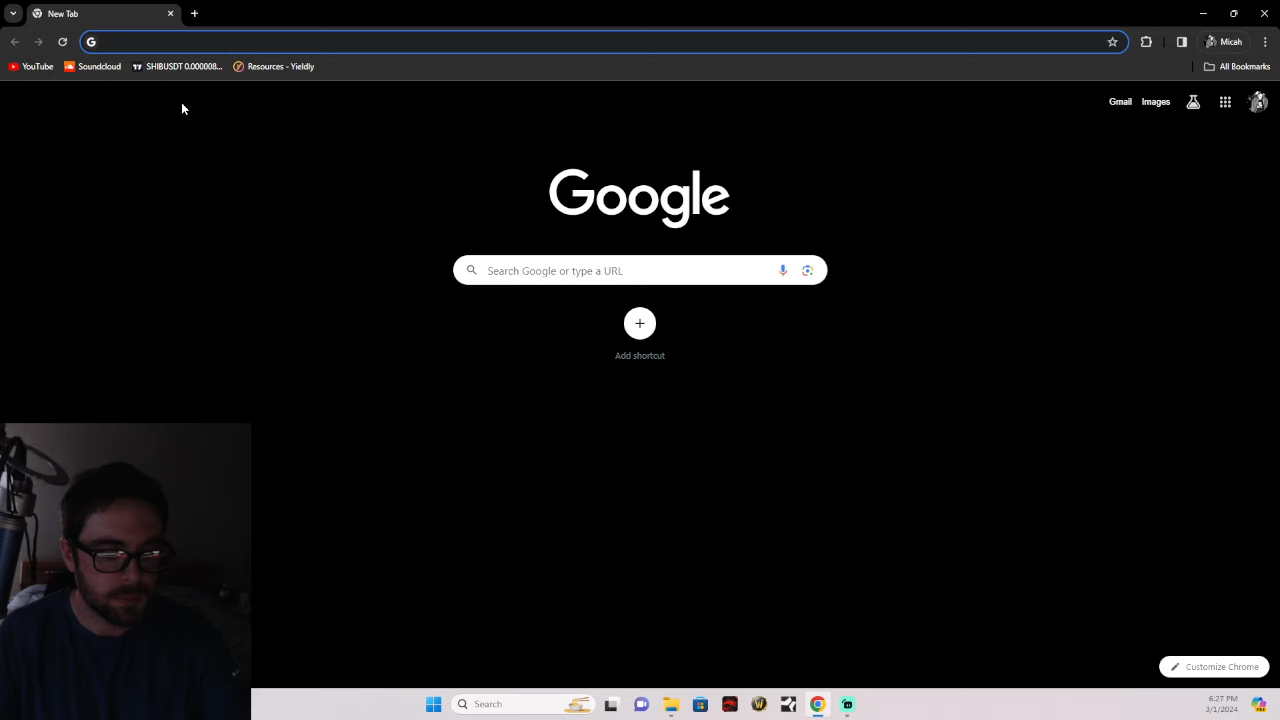 New Tab
Micah
YouTube
Soundcloud
SHIBUSDT 0.000008...
Resources - Yieldly
All Bookmarks
Gmail
Images
Google
Search Google or type a URL
Add shortcut
Customize Chrome
Search
6:27 PM
3/1/2024